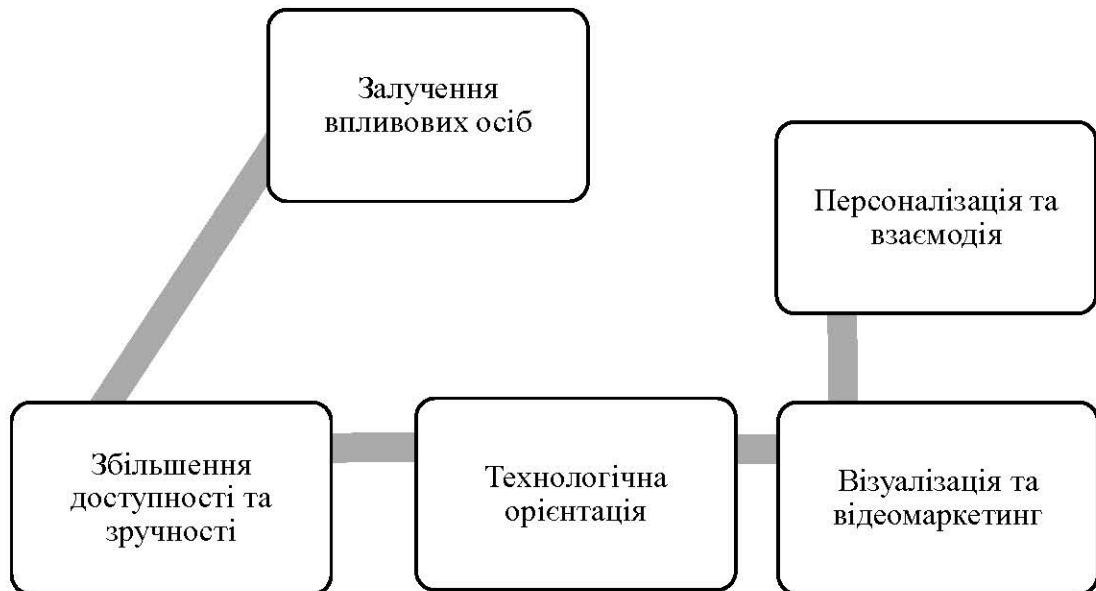 Залучення
впливових осіб
Персоналізація та
взаємодія
Збільшення
доступності та
зручності
Технологічна
орієнтація
Візуалізація та
відеомаркетинг